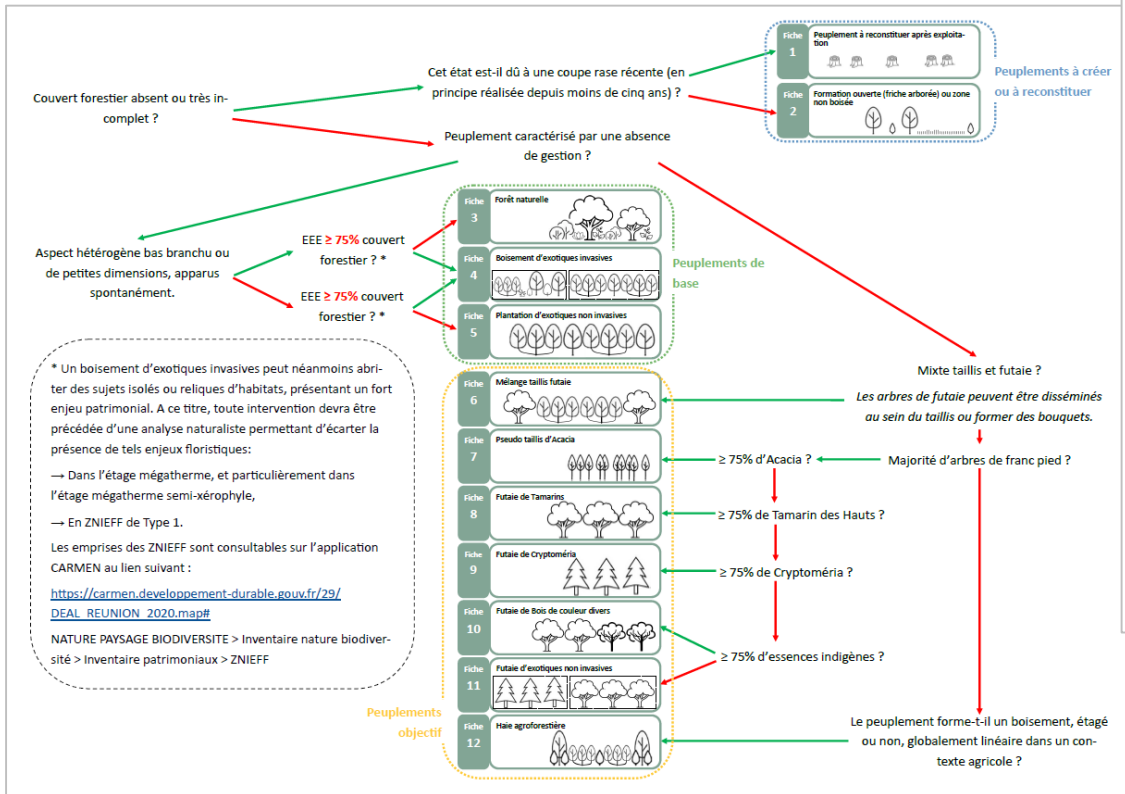 Couvert forestier absent ou très in-
complet ?
Cet état est-il dû à une coupe rase récente (en
principe réalisée depuis moins de cinq ans) ?
Fiche
1
Peuplement à reconstituer après exploita-
tion
Fiche
2
Formation ouverte (friche arborée) ou zone
non boisée
Peuplements à créer
ou à reconstituer
Peuplement caractérisé par une absence
de gestion ?
Aspect hétérogène bas branchu ou
de petites dimensions, apparus
spontanément.
EEE ≥ 75% couvert
forestier ? *
EEE ≥ 75% couvert
forestier ? *
Fiche
3
Forêt naturelle
Fiche
4
Boisement d'exotiques invasives
Fiche
5
Plantation d'exotiques non invasives
Peuplements de
base
* Un boisement d'exotiques invasives peut néanmoins abri-
ter des sujets isolés ou reliques d'habitats, présentant un fort
enjeu patrimonial. A ce titre, toute intervention devra être
précédée d'une analyse naturaliste permettant d'écarter la
présence de tels enjeux floristiques:
→ Dans l'étage mégatherme, et particulièrement dans
l'étage mégatherme semi-xérophyle,
→ En ZNIEFF de Type 1.
Les emprises des ZNIEFF sont consultables sur l'application
CARMEN au lien suivant :
https://carmen.developpement-durable.gouv.fr/29/
DEAL_REUNION_2020.map#
NATURE PAYSAGE BIODIVERSITE > Inventaire nature biodiver-
sité > Inventaire patrimoniaux > ZNIEFF
Fiche
6
Mélange taillis futaie
Fiche
7
Pseudo taillis d'Acacia
Fiche
8
Futaie de Tamarins
Fiche
9
Futaie de Cryptoméria
Fiche
10
Futaie de Bois de couleur divers
Fiche
11
Futaie d'exotiques non invasives
Fiche
12
Haie agroforestière
Peuplements
objectif
Mixte taillis et futaie ?
Les arbres de futaie peuvent être disséminés
au sein du taillis ou former des bouquets.
≥ 75% d'Acacia ?
Majorité d'arbres de franc pied ?
≥ 75% de Tamarin des Hauts ?
≥ 75% de Cryptoméria ?
≥ 75% d'essences indigènes ?
Le peuplement forme-t-il un boisement, étagé
ou non, globalement linéaire dans un con-
texte agricole ?